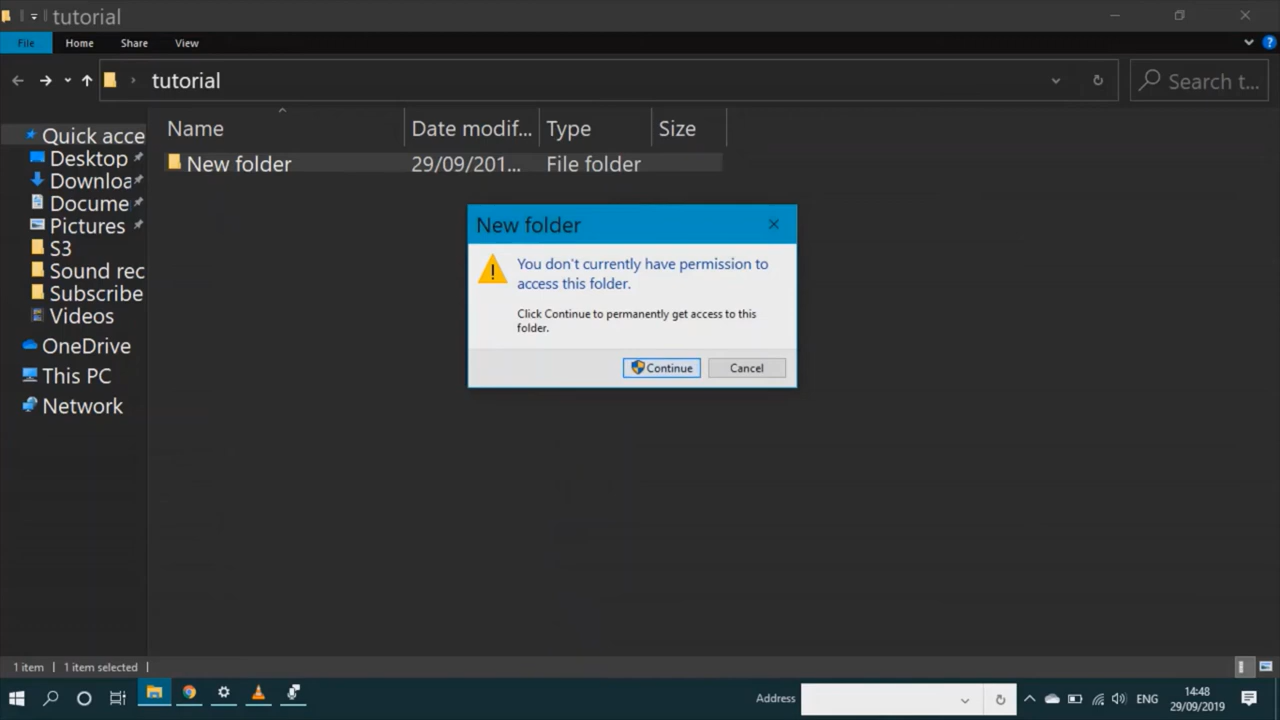 tutorial
File Home Share View
tutorial
Search t...
Name Date modif... Type Size
New folder 29/09/201... File folder
Quick acce
Desktop
Downloa
Docume
Pictures
S3
Sound rec
Subscribe
Videos
OneDrive
This PC
Network
New folder
You don't currently have permission to
access this folder.
Click Continue to permanently get access to this
folder.
Continue Cancel
1 item 1 item selected
Address
ENG
14:48
29/09/2019